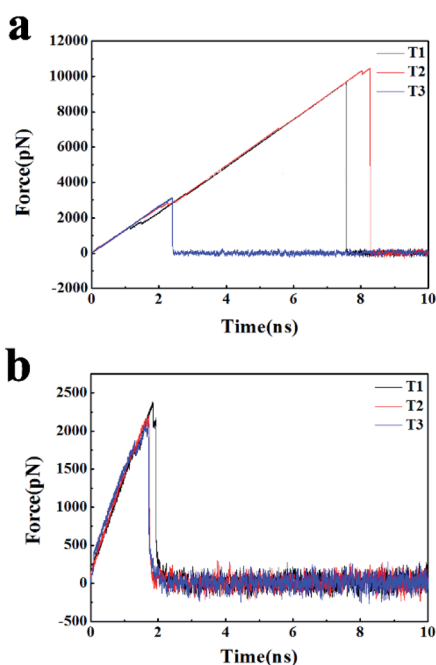 a
12000
10000
8000
6000
4000
2000
0
-2000
Force(pN)
T1
T2
T3
0 2 4 6 8 10
Time(ns)
b
2500
2000
1500
1000
500
0
-500
Force(pN)
T1
T2
T3
0 2 4 6 8 10
Time(ns)